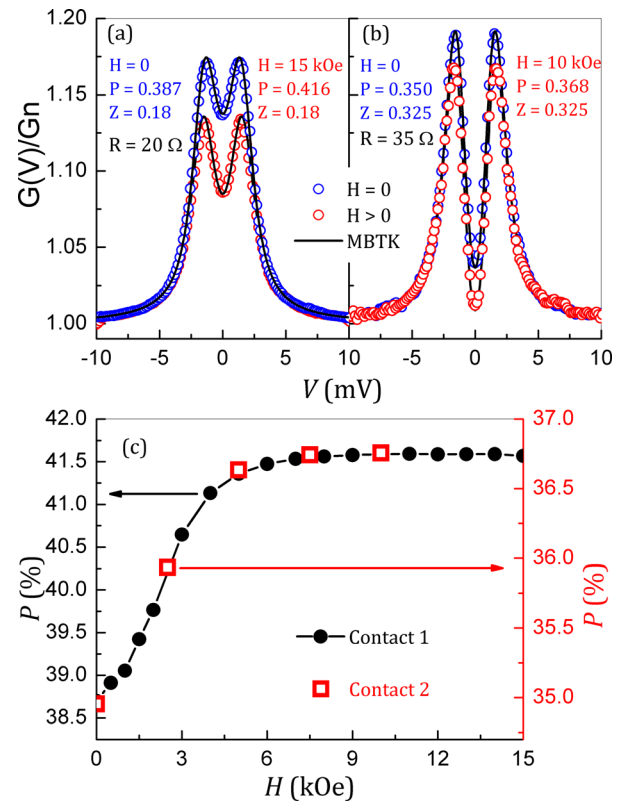 (a)
H = 0
P = 0.387
Z = 0.18
R = 20 Ω
H = 15 kOe
P = 0.416
Z = 0.18
(b)
H = 0
P = 0.350
Z = 0.325
R = 35 Ω
H = 10 kOe
P = 0.368
Z = 0.325
H = 0
H > 0
MBTK
G(V)/Gn
1.20
1.15
1.10
1.05
1.00
-10 -5 0 5 10 -5 0 5 10
V (mV)
(c)
P (%)
42.0
41.5
41.0
40.5
40.0
39.5
39.0
38.5
37.0
36.5
36.0
35.5
35.0
P (%)
Contact 1
Contact 2
0 3 6 9 12 15
H (kOe)